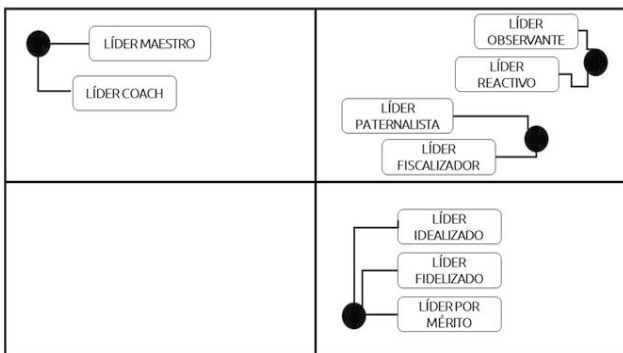 LÍDER MAESTRO
LÍDER COACH
LÍDER
OBSERVANTE
LÍDER
REACTIVO
LÍDER
PATERNALISTA
LÍDER
FISCALIZADOR
LÍDER
IDEALIZADO
LÍDER
FIDELIZADO
LÍDER POR
MÉRITO